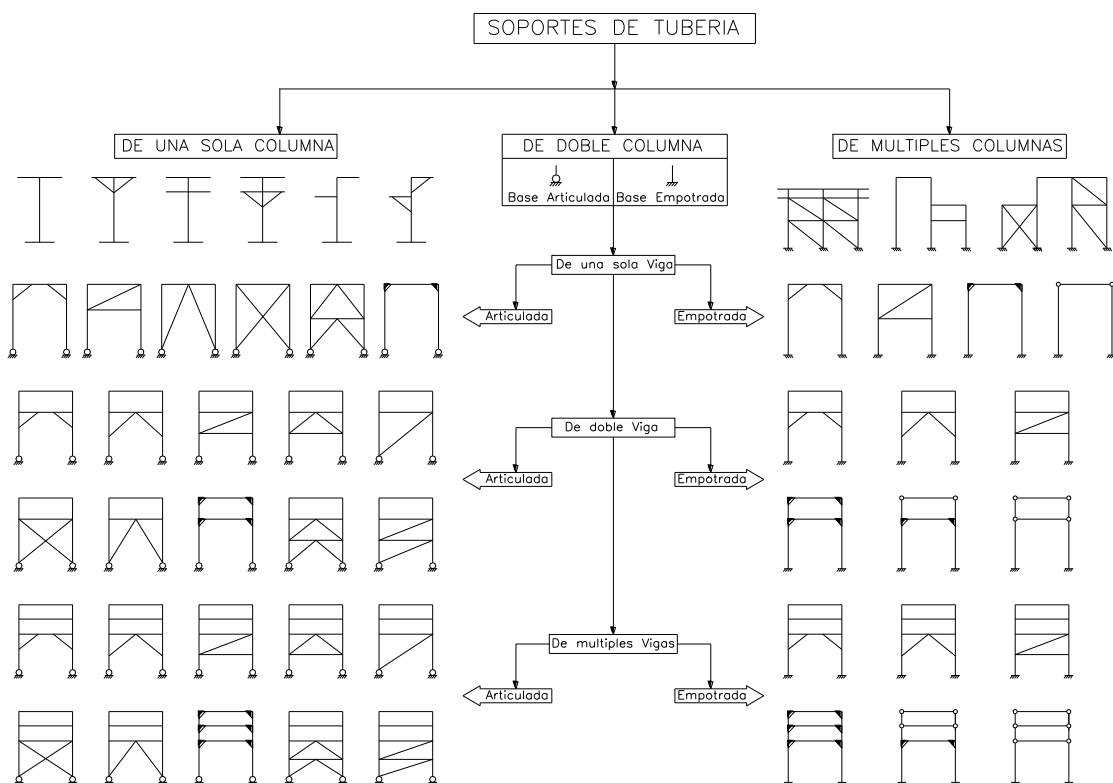 SOPORTES DE TUBERIA
DE UNA SOLA COLUMNA
DE DOBLE COLUMNA
DE MULTIPLES COLUMNAS
Base Articulada
Base Empotrada
De una sola Viga
Articulada
Empotrada
De doble Viga
Articulada
Empotrada
De multiples Vigas
Articulada
Empotrada